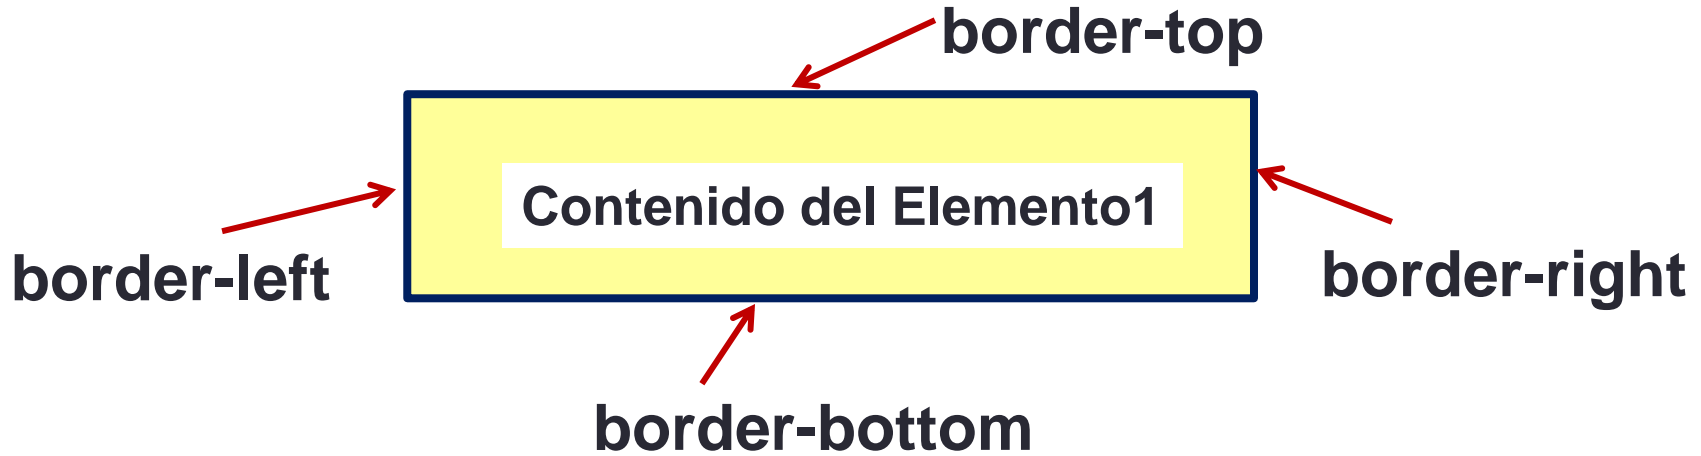 border-top
Contenido del Elemento1
border-left
border-right
border-bottom